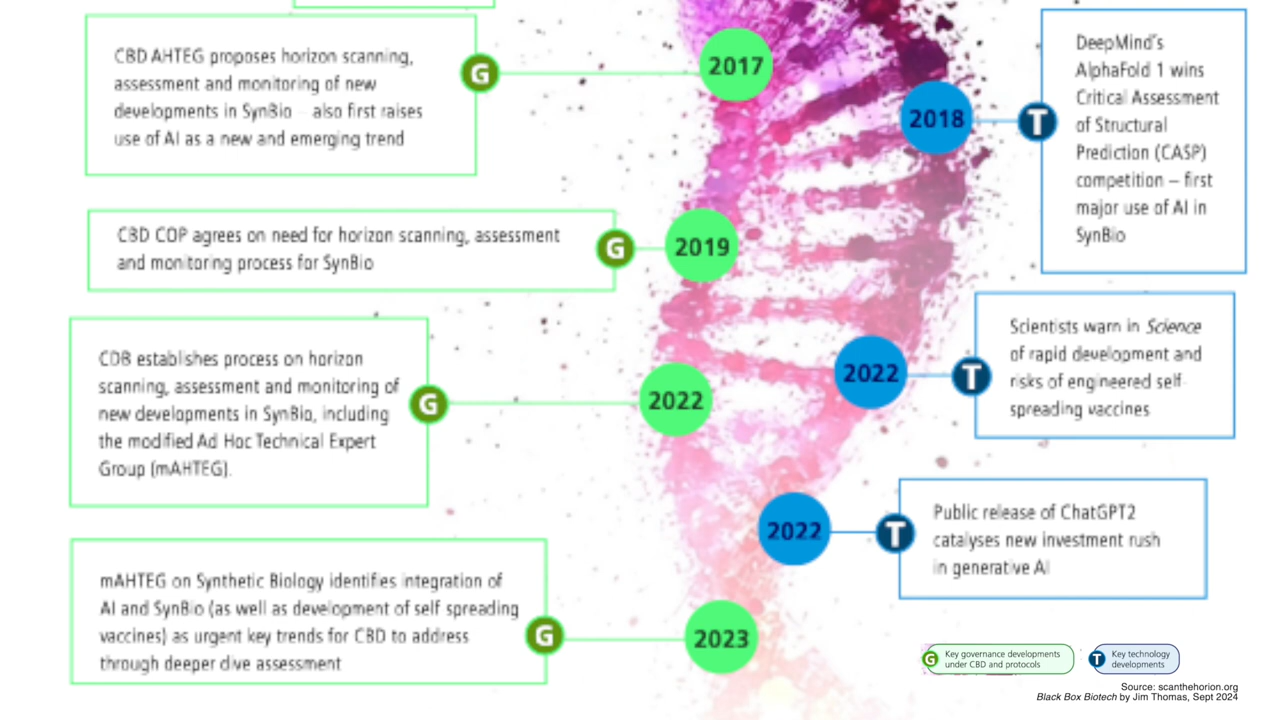 CBD AHTEG proposes horizon scanning,
assessment and monitoring of new
developments in SynBio – also first raises
use of AI as a new and emerging trend
G
2017
2018
T
DeepMind's
AlphaFold 1 wins
Critical Assessment
of Structural
Prediction (CASP)
competition – first
major use of AI in
SynBio
CBD COP agrees on need for horizon scanning, assessment
and monitoring process for SynBio
G
2019
CDB establishes process on horizon
scanning, assessment and monitoring of
new developments in SynBio, including
the modified Ad Hoc Technical Expert
Group (mAHTEG).
G
2022
2022
T
Scientists warn in Science
of rapid development and
risks of engineered self-
spreading vaccines
2022
T
Public release of ChatGPT2
catalyses new investment rush
in generative AI
mAHTEG on Synthetic Biology identifies integration of
AI and SynBio (as well as development of self spreading
vaccines) as urgent key trends for CBD to address
through deeper dive assessment
G
2023
G Key governance developments
under CBD and protocols
T Key technology
developments
Source: scanthehorion.org
Black Box Biotech by Jim Thomas, Sept 2024